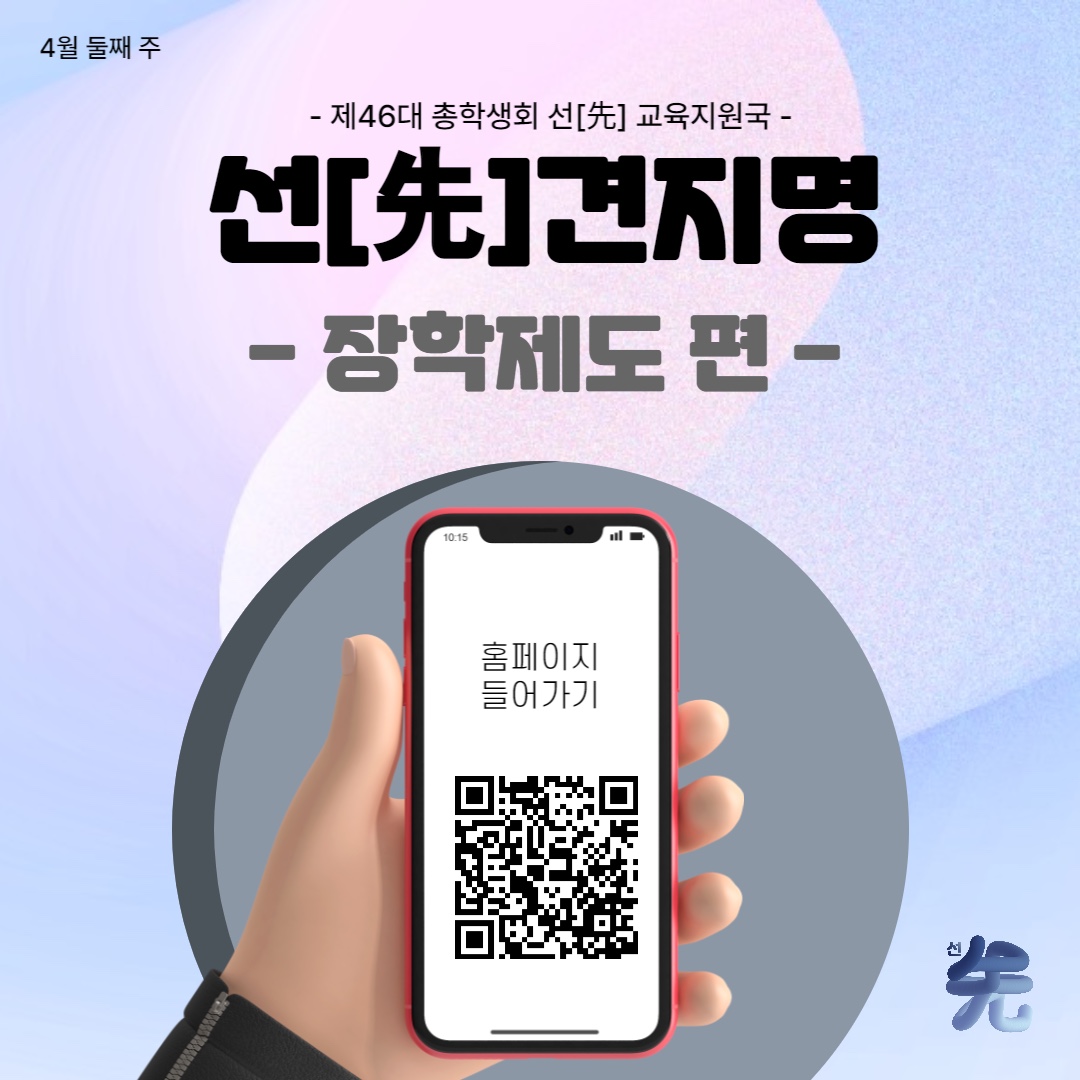 4월 둘째 주
- 제46대 총학생회 선[先] 교육지원국 -
선[先]견지명
- 장학제도 편 -
10:15
홈페이지
들어가기
선
先